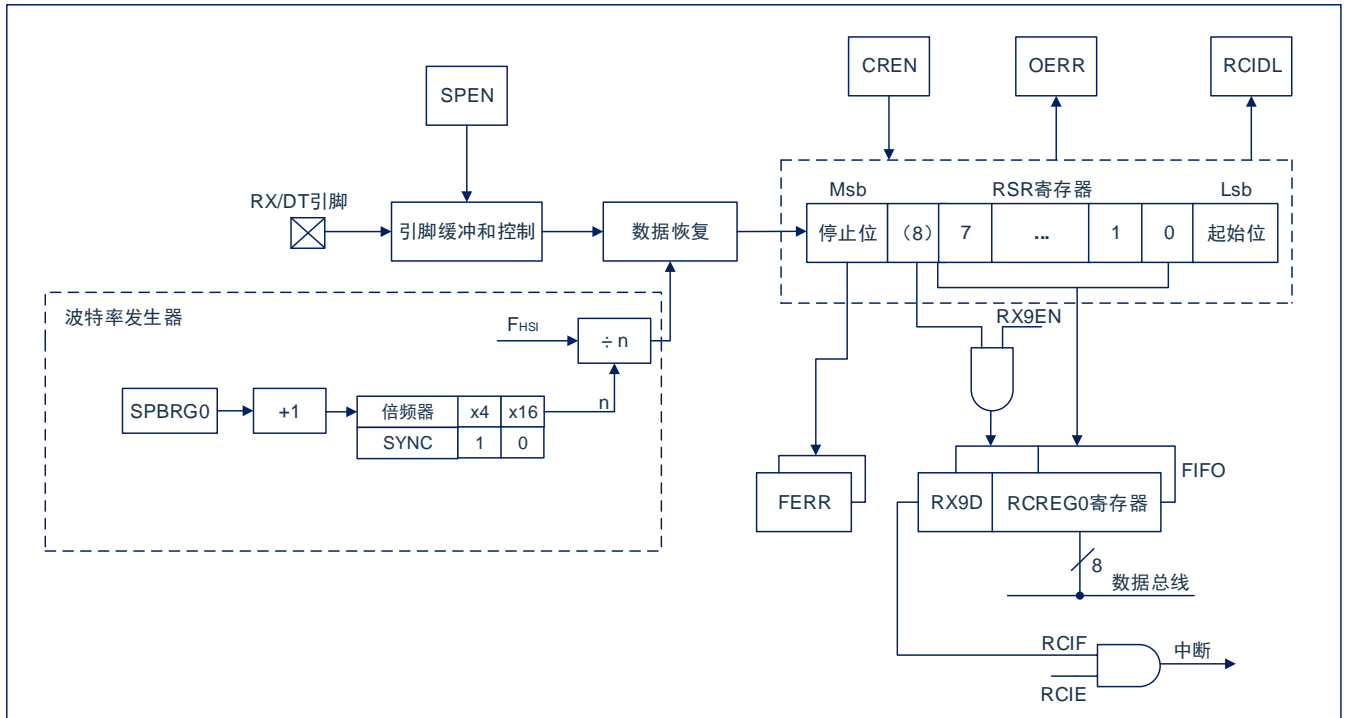 CREN
OERR
RCIDL
SPEN
Msb
RSR寄存器
Lsb
RX/DT引脚
引脚缓冲和控制
数据恢复
停止位
（8）
7
...
1
0
起始位
波特率发生器
FHSI
÷ n
RX9EN
SPBRG0
+1
倍频器
x4
x16
n
SYNC
1
0
FIFO
FERR
RX9D
RCREG0寄存器
8
数据总线
RCIF
中断
RCIE